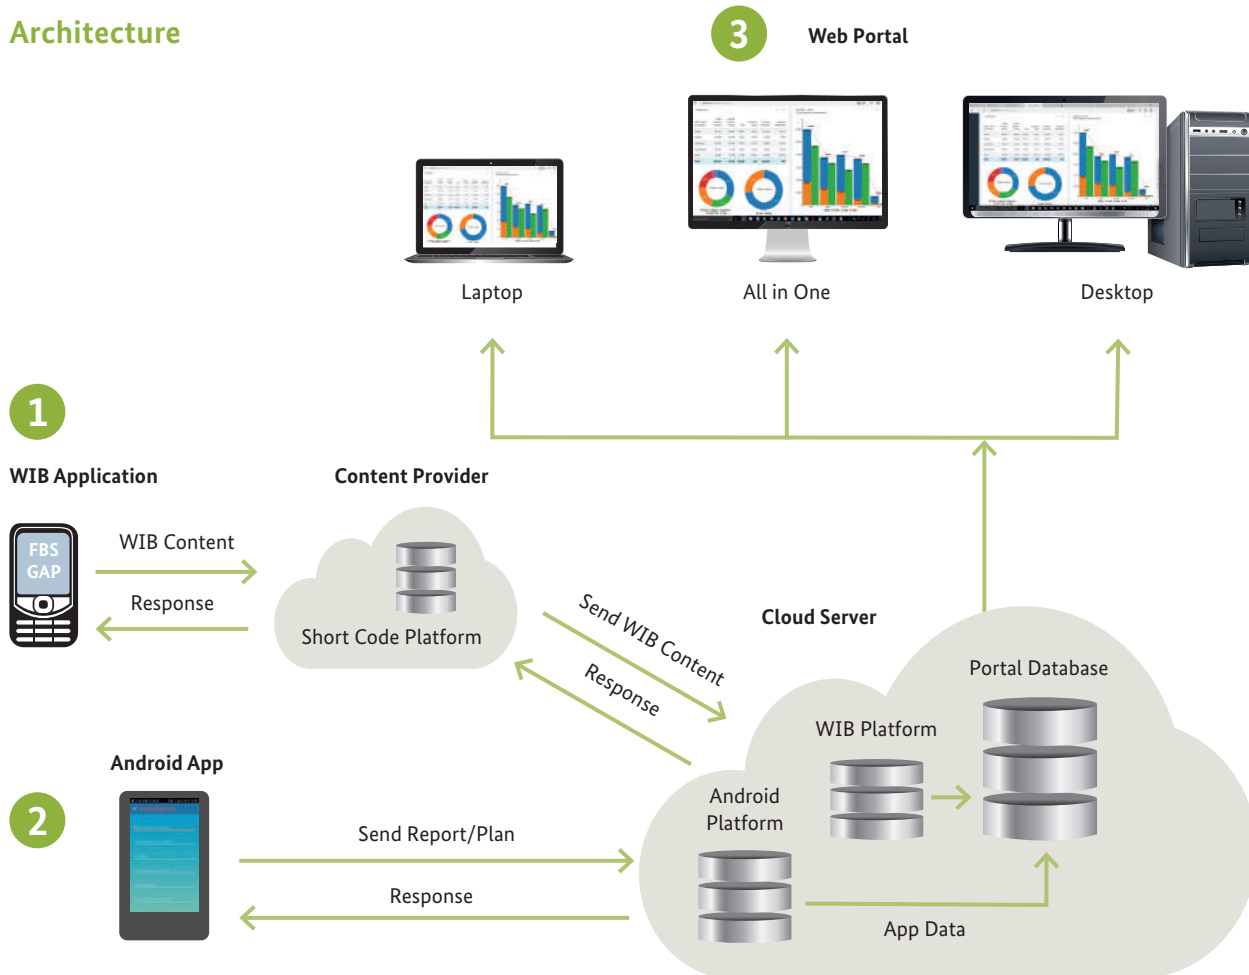 Architecture
3
Web Portal
Laptop
All in One
Desktop
1
WIB Application
Content Provider
FBS
GAP
WIB Content
Response
Short Code Platform
Send WIB Content
Response
Cloud Server
Portal Database
WIB Platform
Android
Platform
App Data
2
Android App
Send Report/Plan
Response